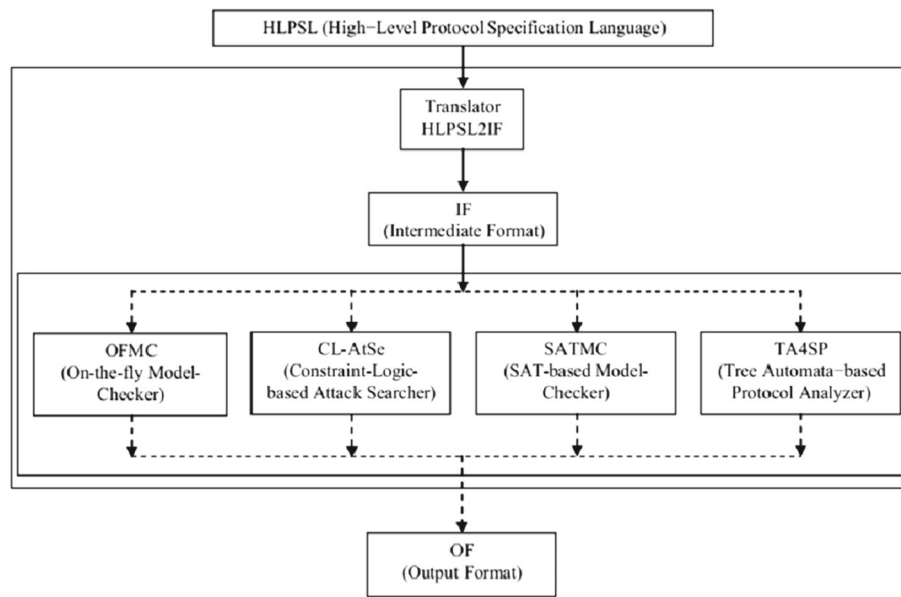 HLPSL (High−Level Protocol Specification Language)
Translator
HLPSL2IF
IF
(Intermediate Format)
OFMC
(On-the-fly Model-
Checker)
CL-AtSe
(Constraint-Logic-
based Attack Searcher)
SATMC
(SAT-based Model-
Checker)
TA4SP
(Tree Automata−based
Protocol Analyzer)
OF
(Output Format)